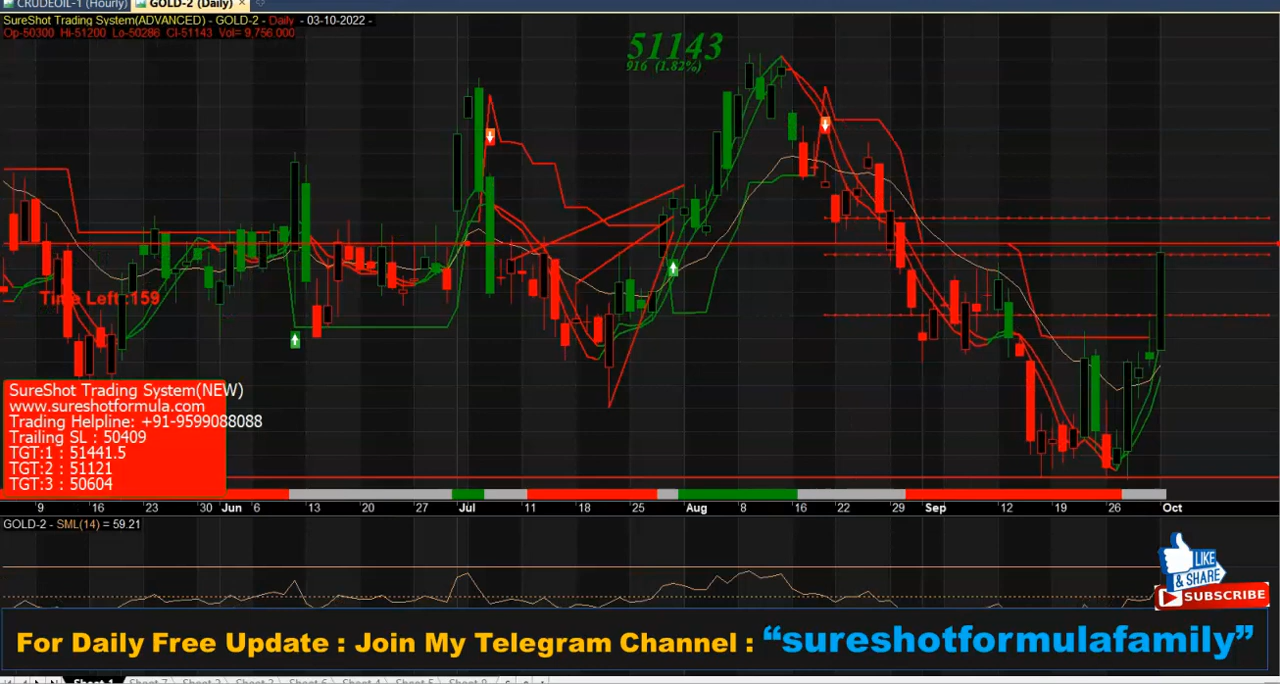 CRUDEOIL-1 (Hourly) GOLD-2 (Daily)
SureShot Trading System(ADVANCED) - GOLD-2 - Daily - 03-10-2022 -
Op-50300 Hi-51200 Lo-50286 Cl-51143 Vol= 9,756.000
51143
916 (1.82%)
Time Left:159
SureShot Trading System(NEW)
www.sureshotformula.com
Trading Helpline: +91-9599088088
Trailing SL : 50409
TGT:1 : 51441.5
TGT:2 : 51121
TGT:3 : 50604
9 16 23 30 Jun 6 13 20 27 Jul 11 18 25 Aug 8 16 22 29 Sep 12 19 26 Oct
GOLD-2 - SML(14) = 59.21
LIKE
& SHARE
SUBSCRIBE
For Daily Free Update : Join My Telegram Channel : “sureshotformulafamily”